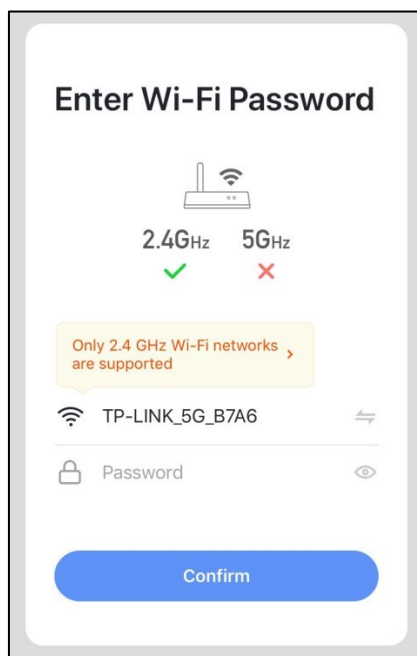 Enter Wi-Fi Password
2.4GHz 5GHz
Only 2.4 GHz Wi-Fi networks
are supported
TP-LINK_5G_B7A6
Password
Confirm